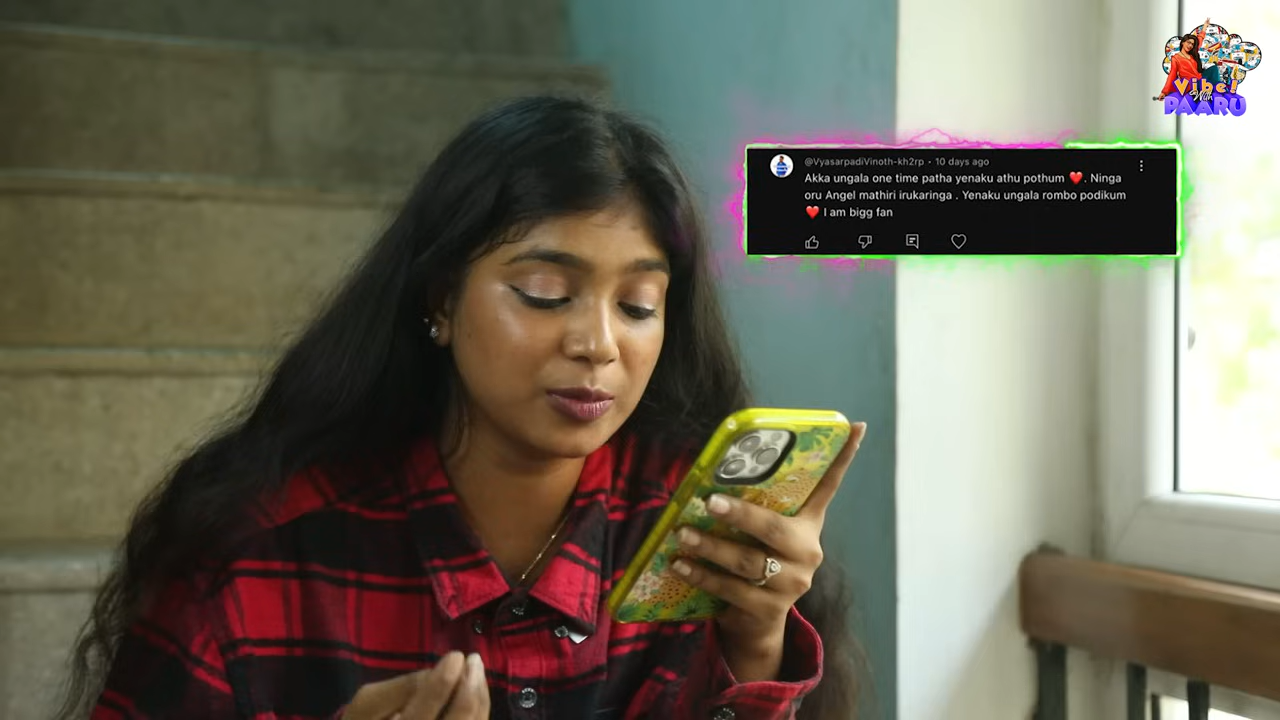 Vibe!
With
PAARU
@VyasarpadiVinoth-kh2rp • 10 days ago
Akka ungala one time patha yenaku athu pothum ❤️. Ninga
oru Angel mathiri irukaringa . Yenaku ungala rombo podikum
❤️ I am bigg fan